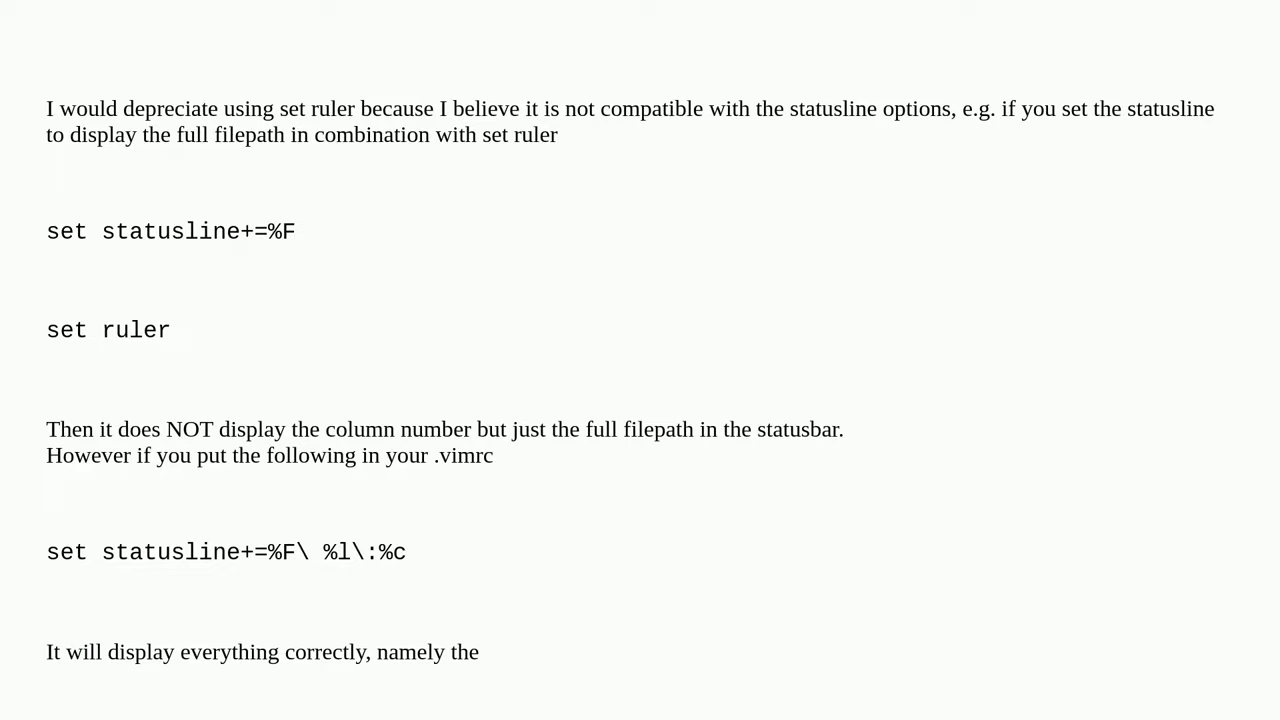 I would depreciate using set ruler because I believe it is not compatible with the statusline options, e.g. if you set the statusline
to display the full filepath in combination with set ruler
set statusline+=%F
set ruler
Then it does NOT display the column number but just the full filepath in the statusbar.
However if you put the following in your .vimrc
set statusline+=%F\ %l\:%c
It will display everything correctly, namely the